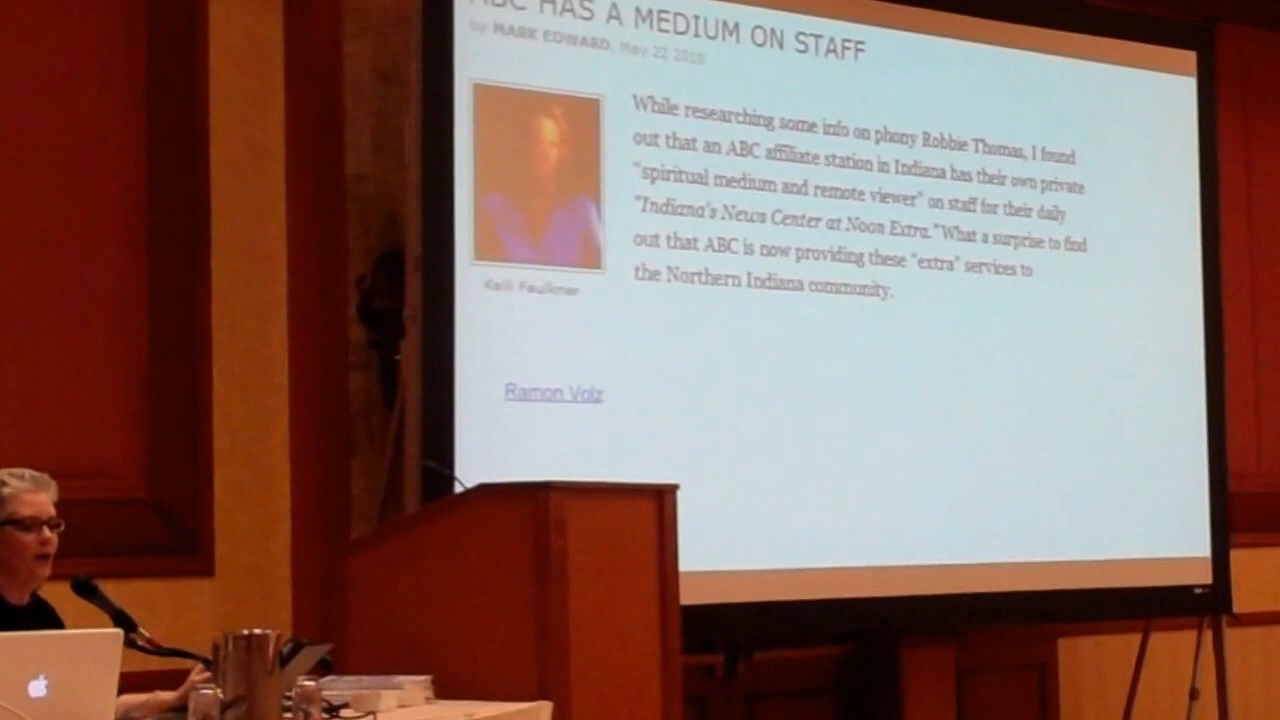 ABC HAS A MEDIUM ON STAFF
by MARK EDWARD, May 22 2010
While researching some info on phony Robbie Thomas, I found
out that an ABC affiliate station in Indiana has their own private
"spiritual medium and remote viewer" on staff for their daily
"Indiana's News Center at Noon Extra." What a surprise to find
out that ABC is now providing these "extra" services to
the Northern Indiana community.
Kelli Faulkner
Ramon Volz